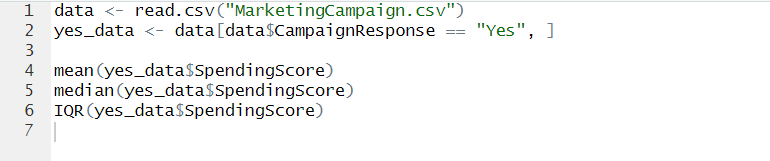 1 data <- read.csv("MarketingCampaign.csv")
2 yes_data <- data[data$CampaignResponse == "Yes", ]
3
4 mean(yes_data$SpendingScore)
5 median(yes_data$SpendingScore)
6 IQR(yes_data$SpendingScore)
7